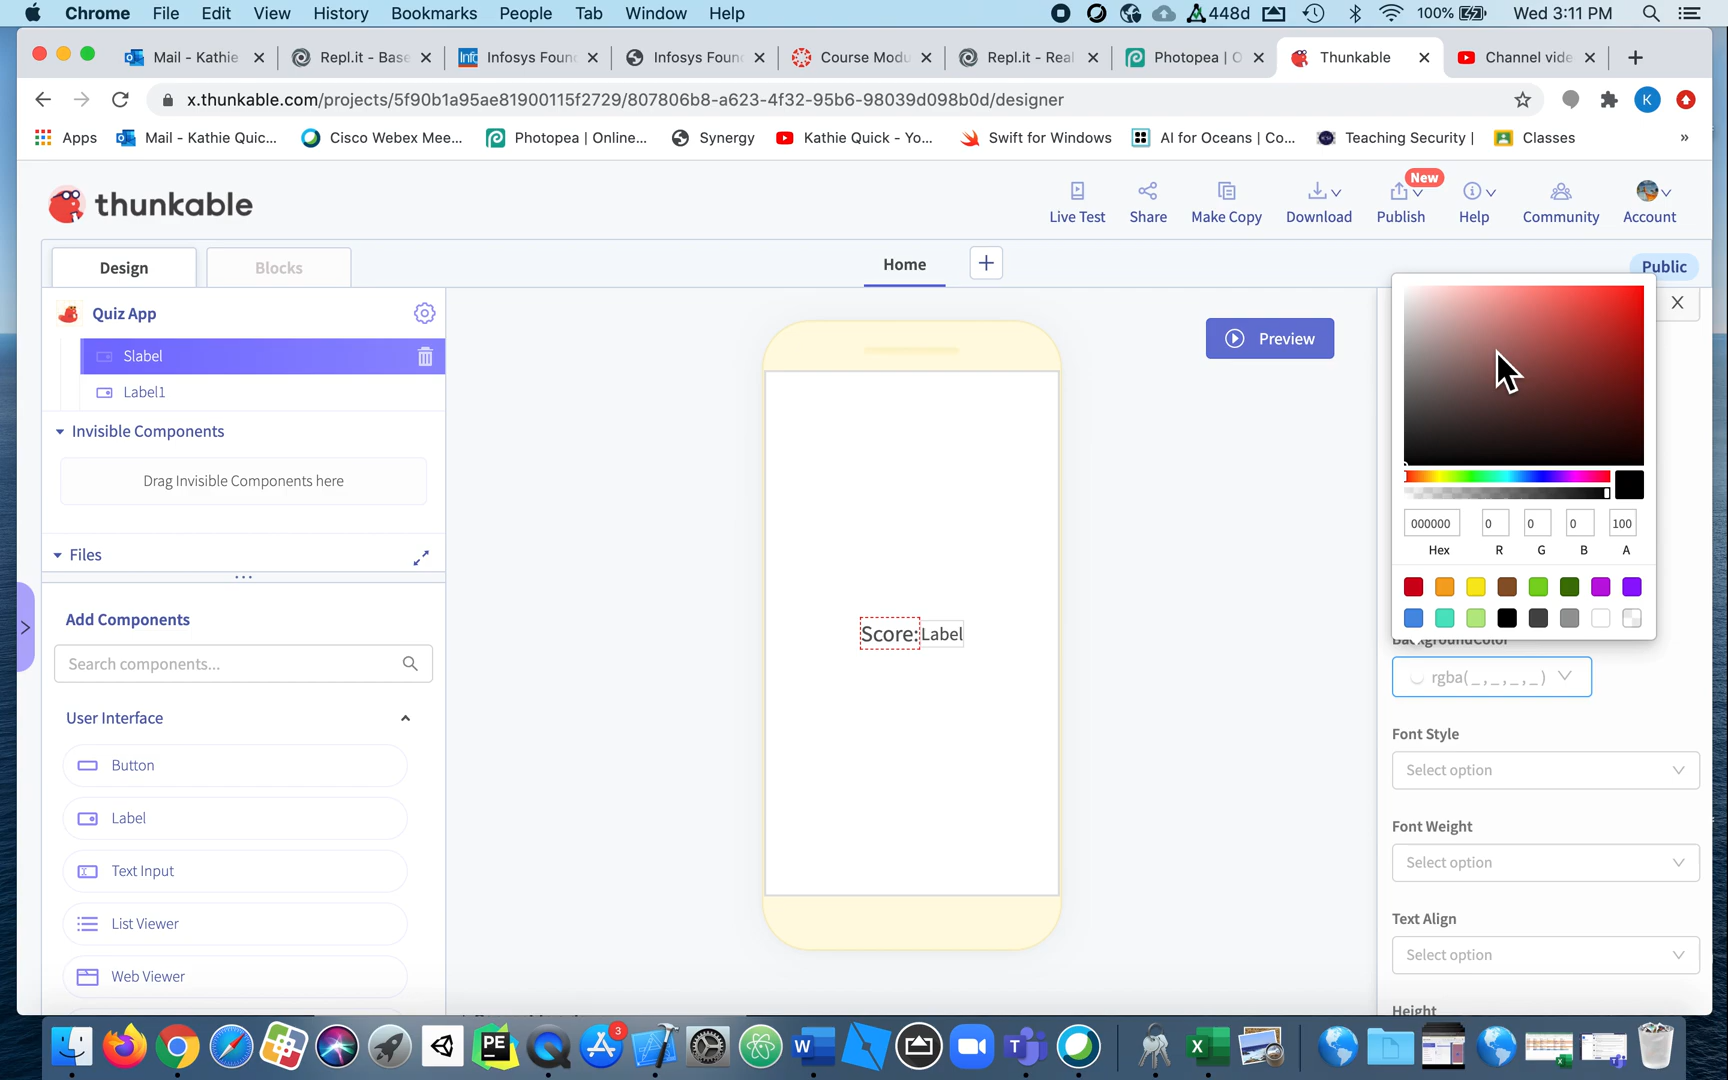 Chrome File Edit View History Bookmarks People Tab Window Help 448d 100% Wed 3:11 PM
Mail - Kathie Repl.it - Base Infosys Foun Infosys Foun Course Modu Repl.it - Real Photopea | O Thunkable Channel vide
x.thunkable.com/projects/5f90b1a95ae81900115f2729/807806b8-a623-4f32-95b6-98039d098b0d/designer K
Apps Mail - Kathie Quic... Cisco Webex Mee... Photopea | Online... Synergy Kathie Quick - Yo... Swift for Windows AI for Oceans | Co... Teaching Security | Classes »
thunkable
New
Live Test Share Make Copy Download Publish Help Community Account
Design Blocks Home + Public
Quiz App
Slabel
Label1
Invisible Components
Drag Invisible Components here
Files
Add Components
Search components...
User Interface
Button
Label
Text Input
List Viewer
Web Viewer
Preview
Score: Label
X
000000 0 0 0 100
Hex R G B A
BackgroundColor
rgba(_,_,_,_)
Font Style
Select option
Font Weight
Select option
Text Align
Select option
Height
PE 3 W T X